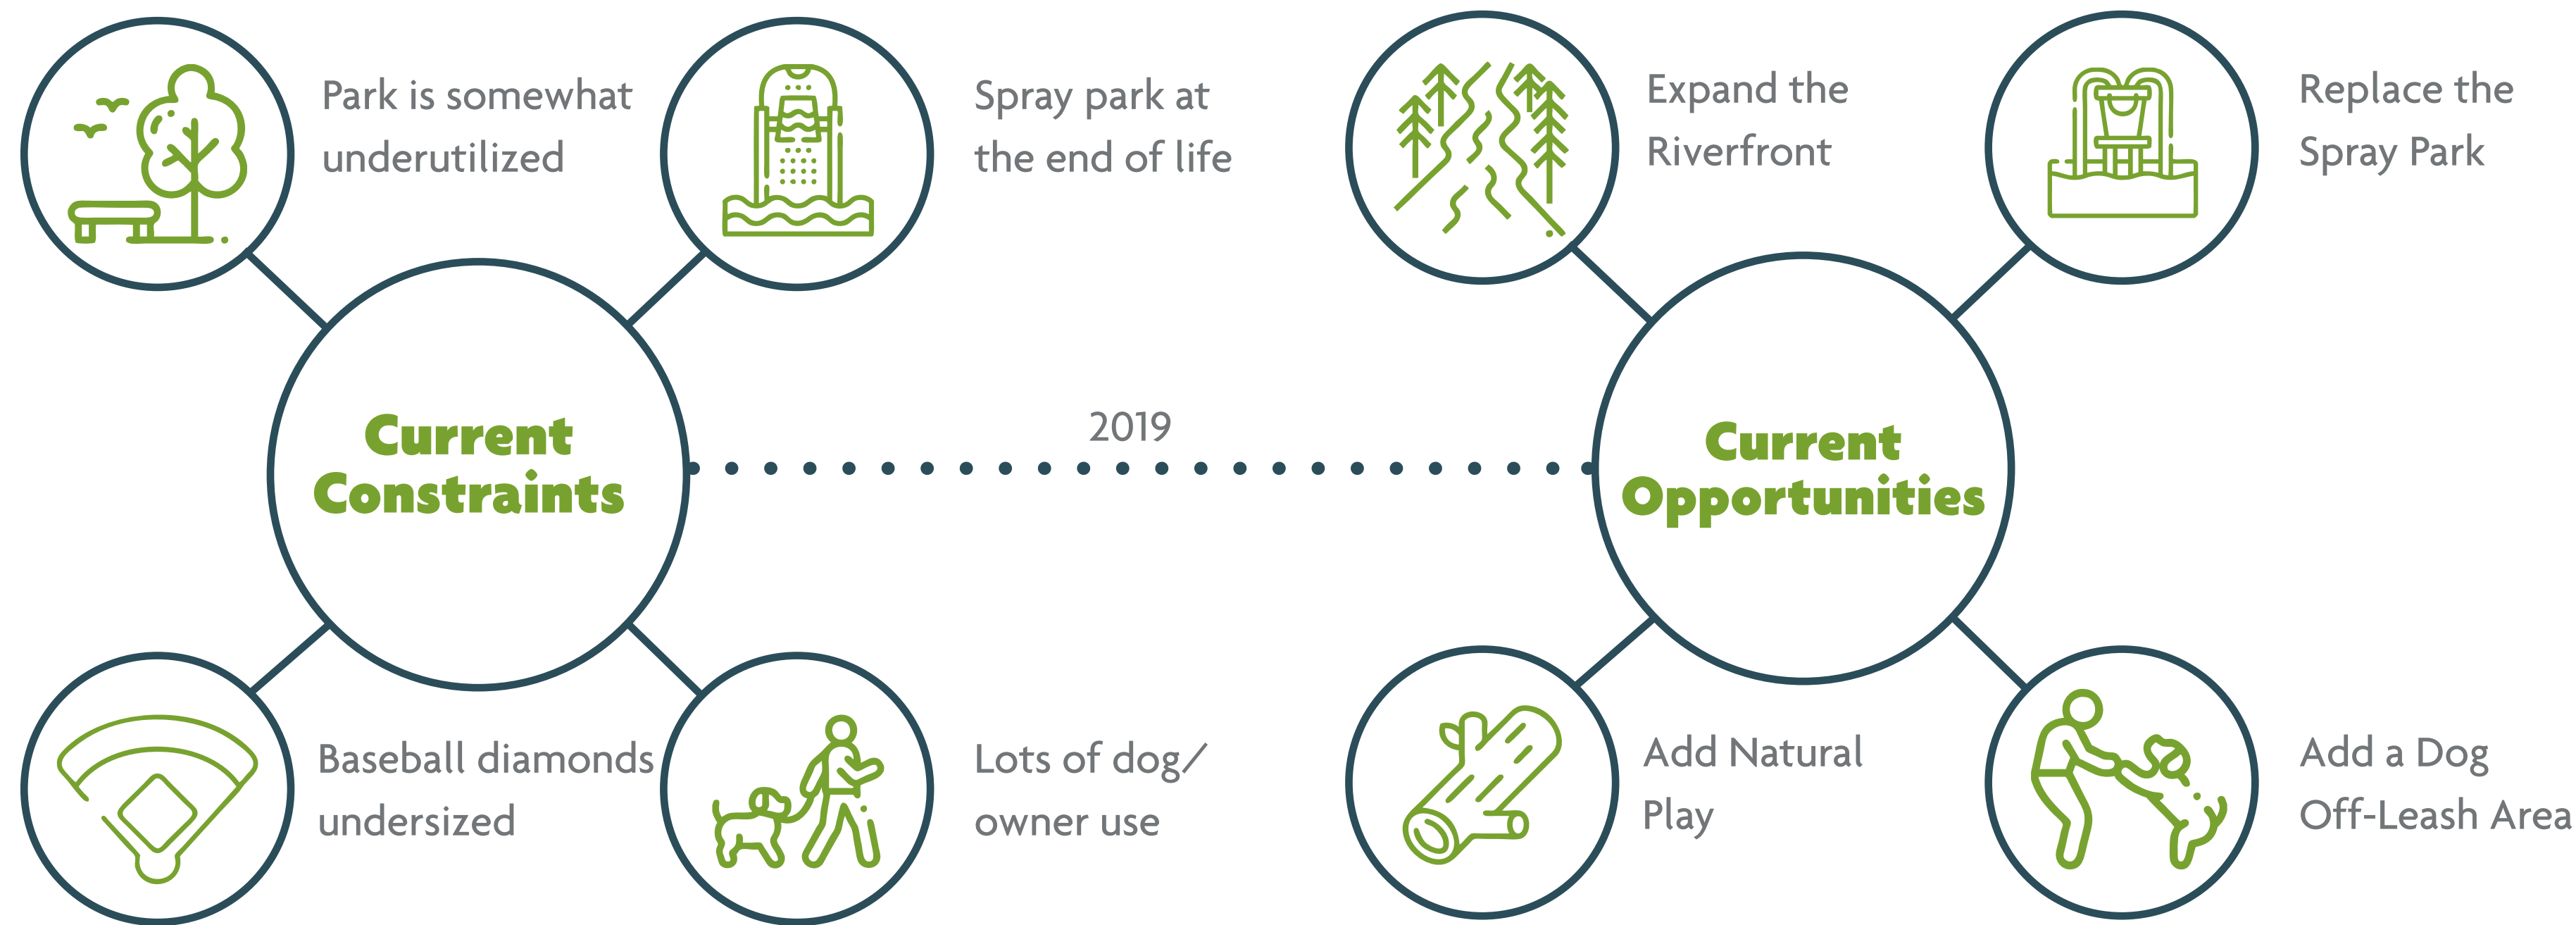 Park is somewhat
underutilized
Spray park at
the end of life
Current
Constraints
Baseball diamonds
undersized
Lots of dog/
owner use
2019
Expand the
Riverfront
Replace the
Spray Park
Current
Opportunities
Add Natural
Play
Add a Dog
Off-Leash Area